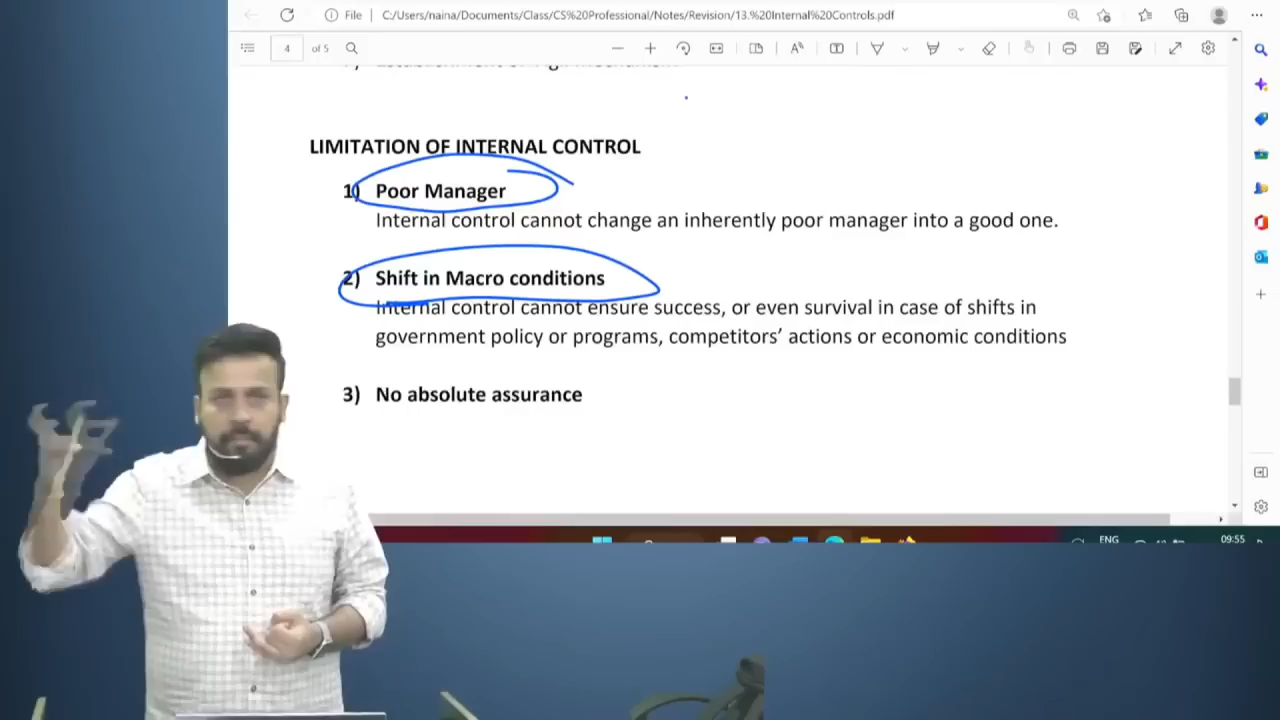 File C:/Users/naina/Documents/Class/CS%20Professional/Notes/Revision/13.%20Internal%20Controls.pdf
4 of 5
LIMITATION OF INTERNAL CONTROL
1) Poor Manager
Internal control cannot change an inherently poor manager into a good one.
2) Shift in Macro conditions
Internal control cannot ensure success, or even survival in case of shifts in
government policy or programs, competitors’ actions or economic conditions
3) No absolute assurance
ENG 09:55